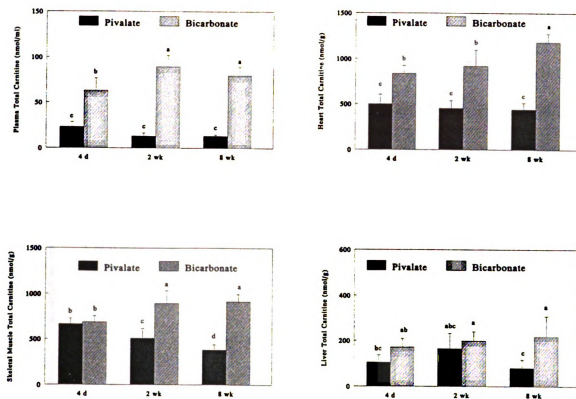 Pivalate Bicarbonate
Plasma Total Carnitine (nmol/ml)
150
100
50
0
c b c a c a
4 d 2 wk 8 wk
Pivalate Bicarbonate
Heart Total Carnitine (nmol/g)
1500
1000
500
0
c b c b c a
4 d 2 wk 8 wk
Pivalate Bicarbonate
Skeletal Muscle Total Carnitine (nmol/g)
1500
1000
500
0
b b c a d a
4 d 2 wk 8 wk
Pivalate Bicarbonate
Liver Total Carnitine (nmol/g)
600
400
200
0
bc ab abc a c a
4 d 2 wk 8 wk